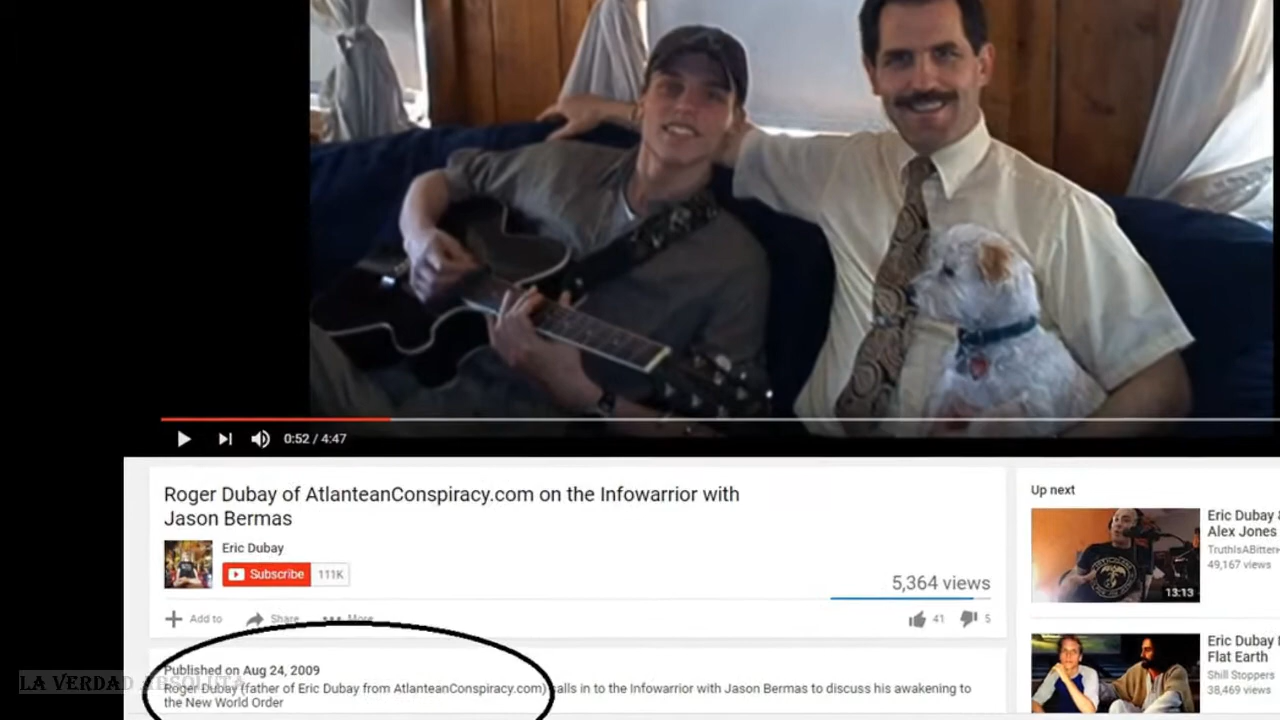 0:52 / 4:47
Roger Dubay of AtlanteanConspiracy.com on the Infowarrior with
Jason Bermas
Eric Dubay
Subscribe 111K
5,364 views
Add to Share More
41 5
Published on Aug 24, 2009
Roger Dubay (father of Eric Dubay from AtlanteanConspiracy.com) calls in to the Infowarrior with Jason Bermas to discuss his awakening to
the New World Order
LA VERDAD ABSOLUTA
Up next
Eric Dubay &
Alex Jones
TruthIsABitter
49,167 views
13:13
Eric Dubay
Flat Earth
Shill Stoppers
38,469 views